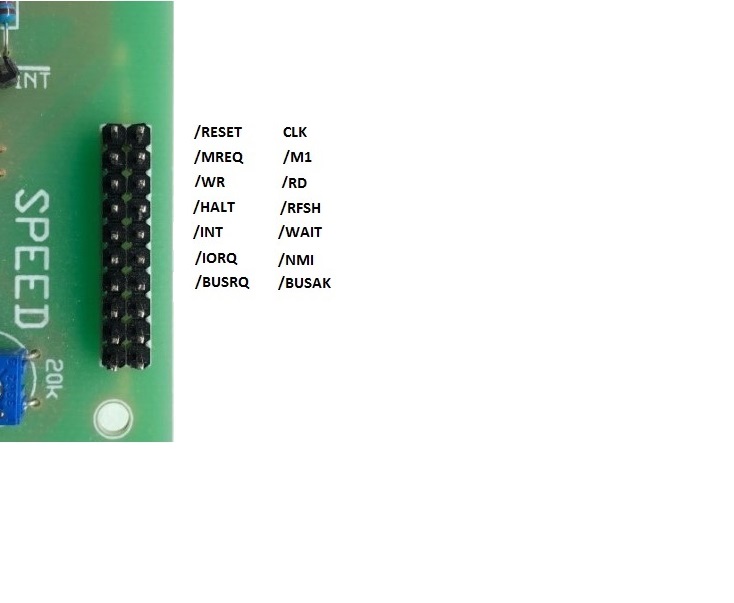 INT
/RESET CLK
/MREQ /M1
/WR /RD
/HALT /RFSH
/INT /WAIT
/IORQ /NMI
/BUSRQ /BUSAK
SPEED
20K